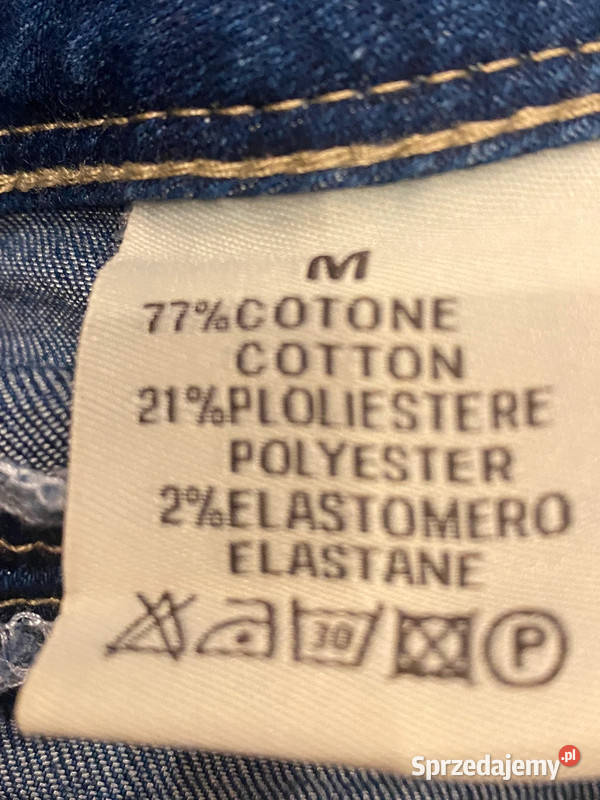 M
77%COTONE
COTTON
21%PLOLIESTERE
POLYESTER
2%ELASTOMERO
ELASTANE
30 P
Sprzedajemy.pl